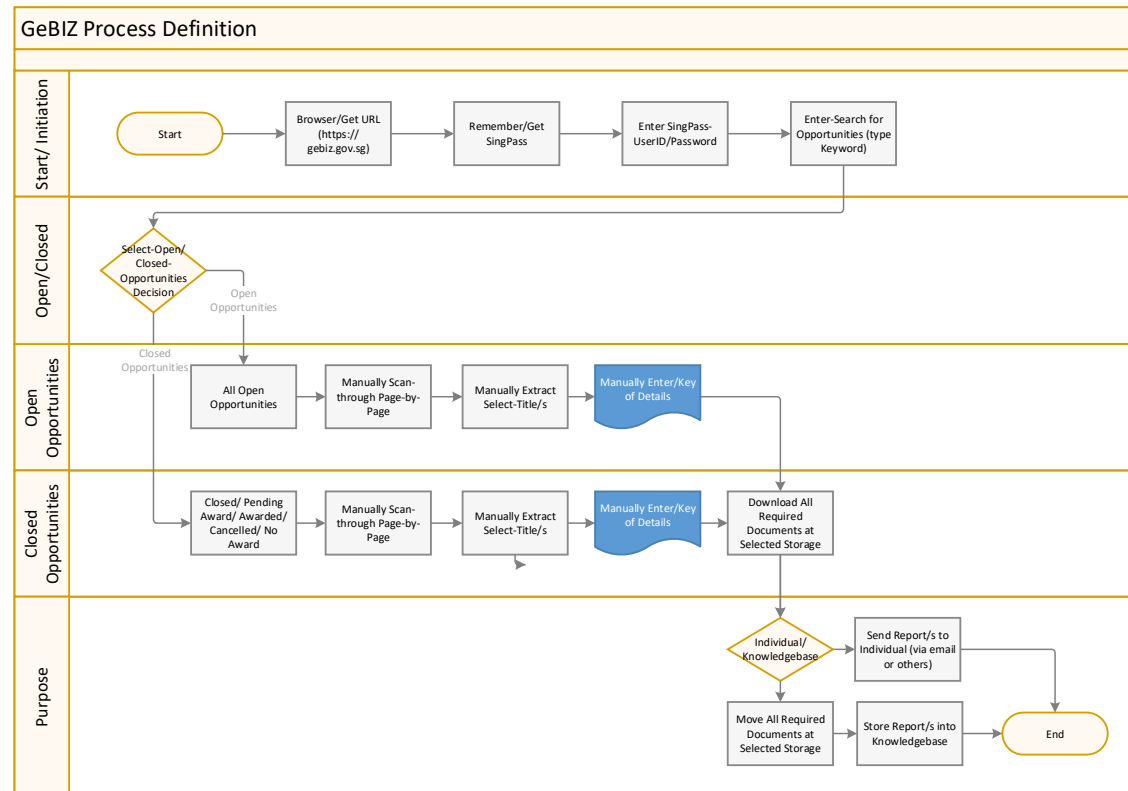 GeBIZ Process Definition
Start/ Initiation
Start
Browser/Get URL
(https://
gebiz.gov.sg)
Remember/Get
SingPass
Enter SingPass-
UserID/Password
Enter-Search for
Opportunities (type
Keyword)
Open/Closed
Select-Open/
Closed-
Opportunities
Decision
Open
Opportunities
Closed
Opportunities
Open
Opportunities
All Open
Opportunities
Manually Scan-
through Page-by-
Page
Manually Extract
Select-Title/s
Manually Enter/Key
of Details
Closed
Opportunities
Closed/ Pending
Award/ Awarded/
Cancelled/ No
Award
Manually Scan-
through Page-by-
Page
Manually Extract
Select-Title/s
Manually Enter/Key
of Details
Download All
Required
Documents at
Selected Storage
Purpose
Individual/
Knowledgebase
Send Report/s to
Individual (via email
or others)
Move All Required
Documents at
Selected Storage
Store Report/s into
Knowledgebase
End